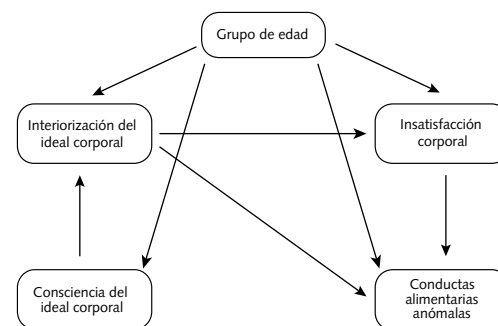 Grupo de edad
Interiorización del
ideal corporal
Insatisfacción
corporal
Consciencia del
ideal corporal
Conductas
alimentarias
anómalas